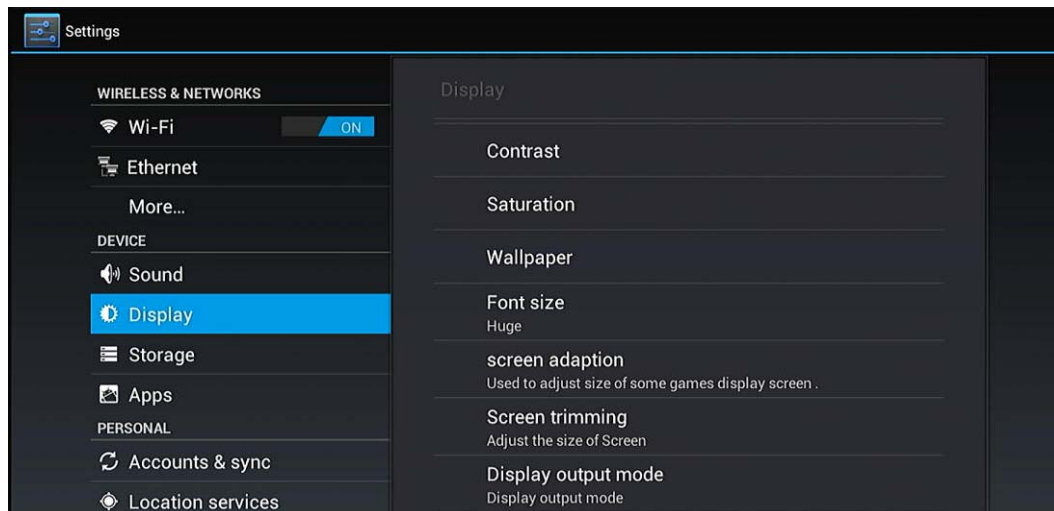 Settings
WIRELESS & NETWORKS
Wi-Fi ON
Ethernet
More...
DEVICE
Sound
Display
Storage
Apps
PERSONAL
Accounts & sync
Location services
Display
Contrast
Saturation
Wallpaper
Font size
Huge
screen adaption
Used to adjust size of some games display screen .
Screen trimming
Adjust the size of Screen
Display output mode
Display output mode